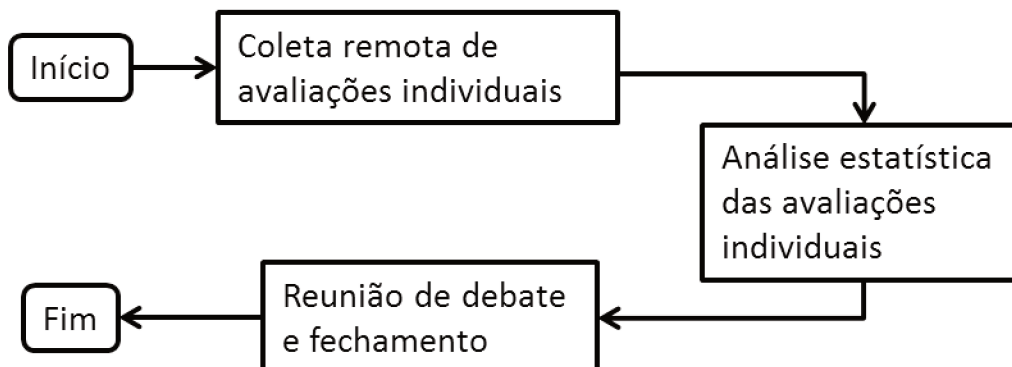 Início
Coleta remota de
avaliações individuais
Análise estatística
das avaliações
individuais
Reunião de debate
e fechamento
Fim